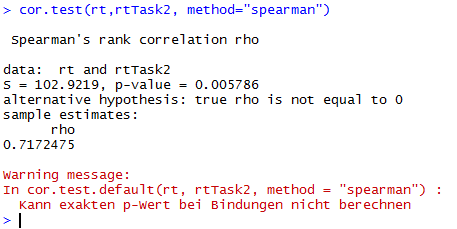 > cor.test(rt,rtTask2, method="spearman")
Spearman's rank correlation rho
data:  rt and rtTask2
S = 102.9219, p-value = 0.005786
alternative hypothesis: true rho is not equal to 0
sample estimates:
rho
0.7172475
Warning message:
In cor.test.default(rt, rtTask2, method = "spearman") :
Kann exakten p-Wert bei Bindungen nicht berechnen
>